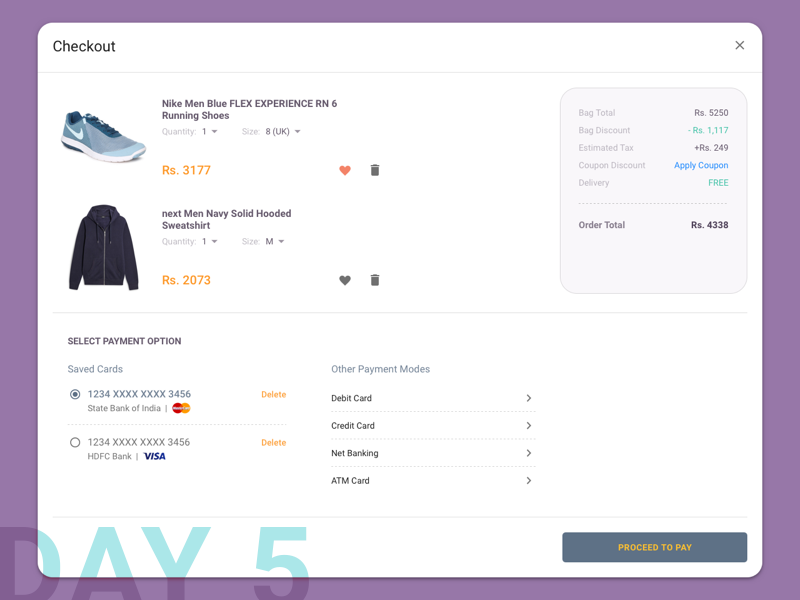 Checkout
Nike Men Blue FLEX EXPERIENCE RN 6
Running Shoes
Quantity: 1 Size: 8 (UK)
Rs. 3177
next Men Navy Solid Hooded
Sweatshirt
Quantity: 1 Size: M
Rs. 2073
Bag Total Rs. 5250
Bag Discount - Rs. 1,117
Estimated Tax +Rs. 249
Coupon Discount Apply Coupon
Delivery FREE
Order Total Rs. 4338
SELECT PAYMENT OPTION
Saved Cards
1234 XXXX XXXX 3456 Delete
State Bank of India |
1234 XXXX XXXX 3456 Delete
HDFC Bank | VISA
Other Payment Modes
Debit Card
Credit Card
Net Banking
ATM Card
PROCEED TO PAY
DAY 5